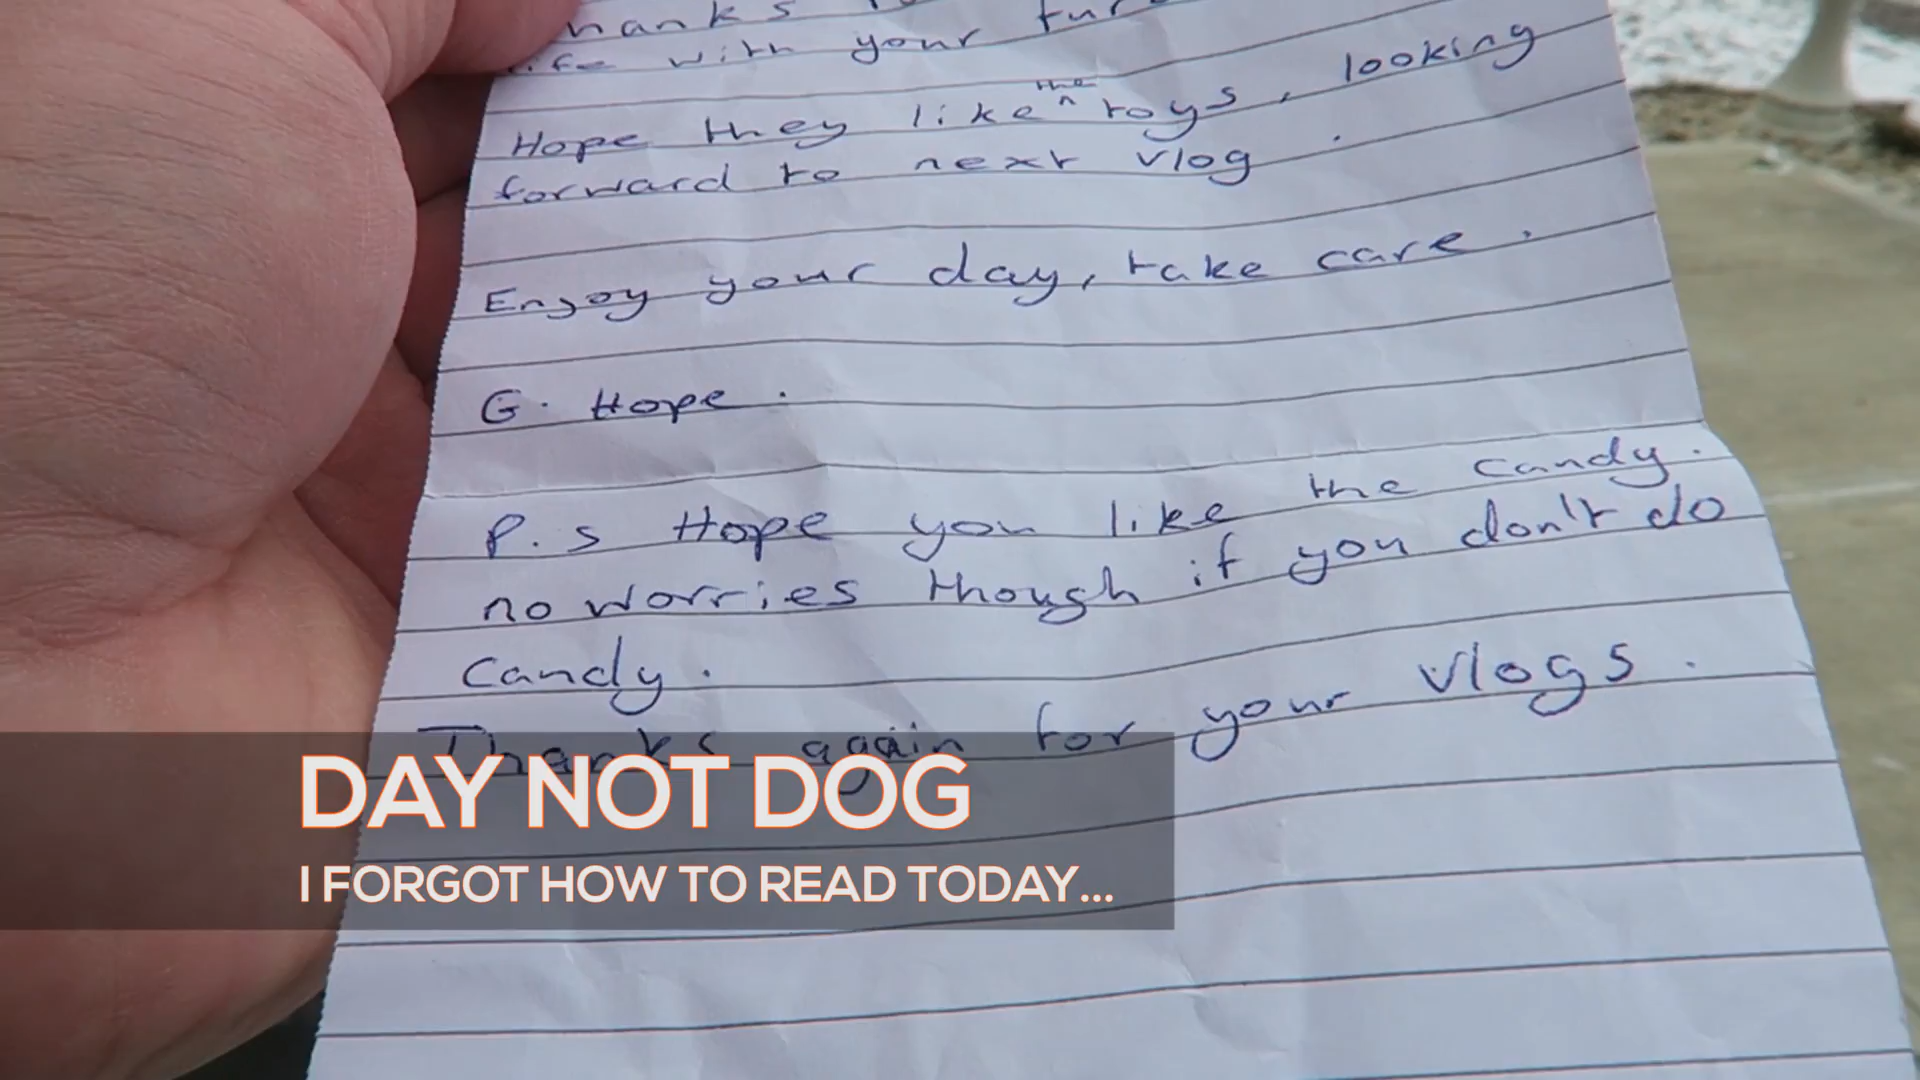 with your
Hope they like the toys, looking
forward to next vlog.
Enjoy your day, take care.
G. Hope.
P.s Hope you like the candy.
no worries though if you don't do
candy.
Thanks again for your vlogs.
DAY NOT DOG
I FORGOT HOW TO READ TODAY...